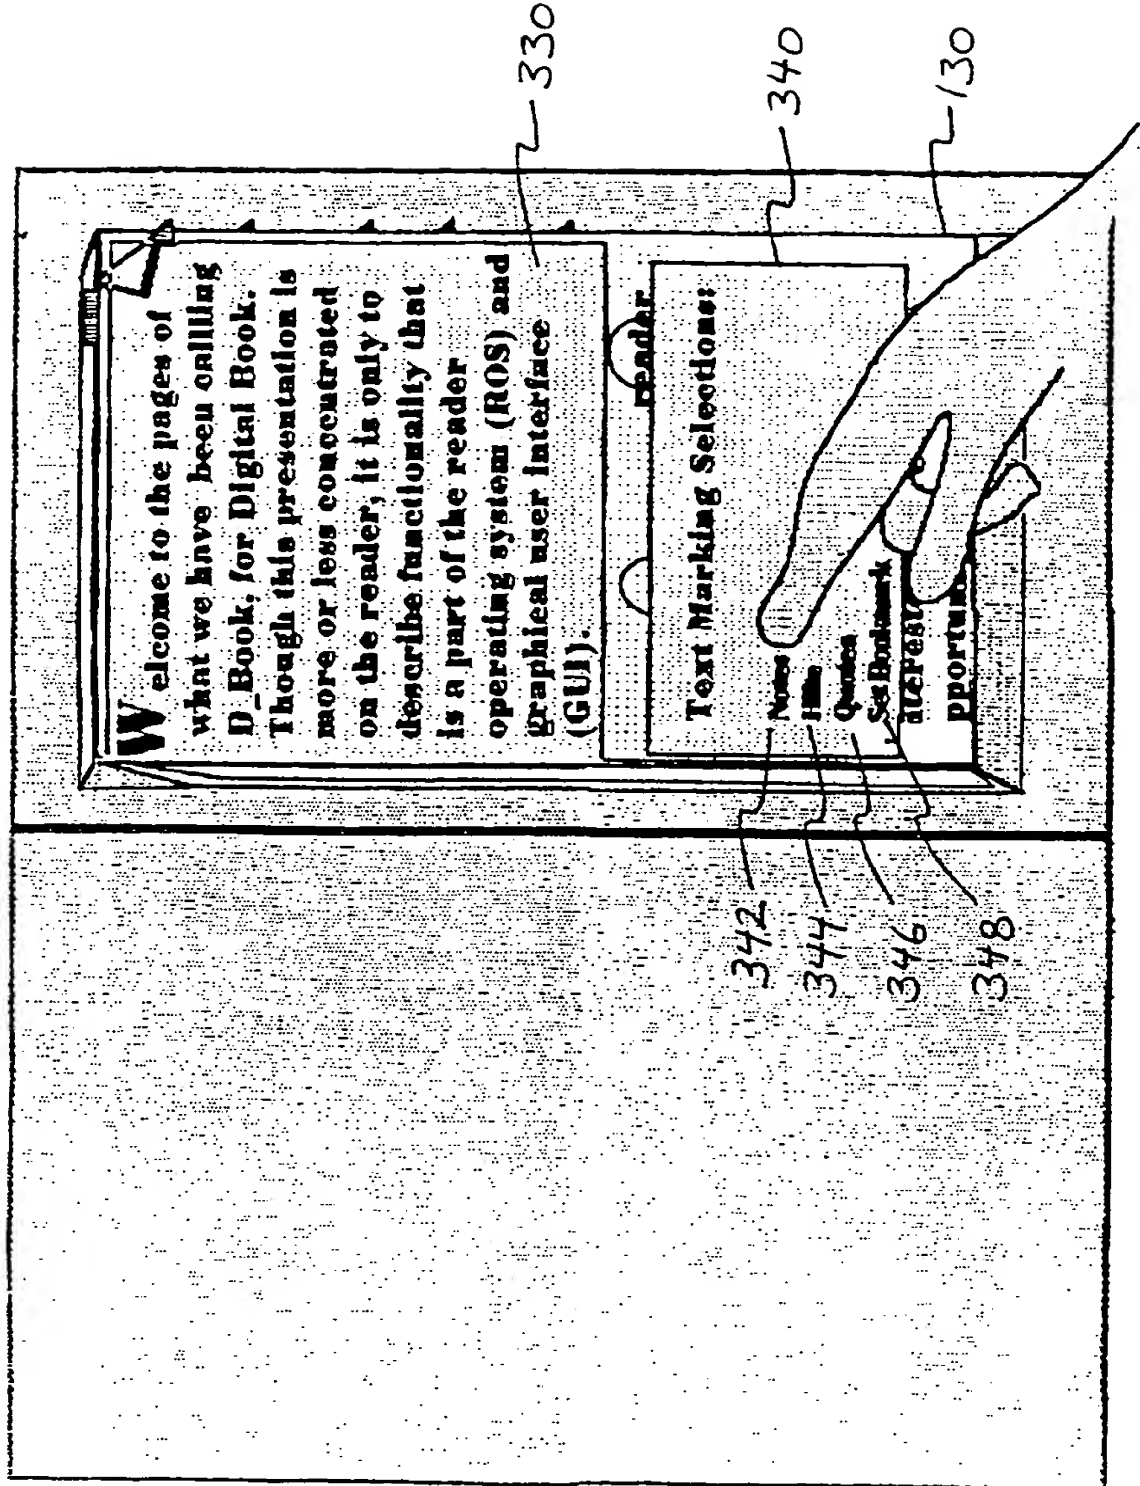 Welcome to the pages of
what we have been callling
D_Book, for Digital Book.
Though this presentation is
more or less concentrated
on the reader, it is only to
describe functionality that
is a part of the reader
operating system (ROS) and
graphical user interface
(GUI).
reader
Text Marking Selections:
Notes
Quotes
Set Bookmark
pportun
330
340
130
342
344
346
348